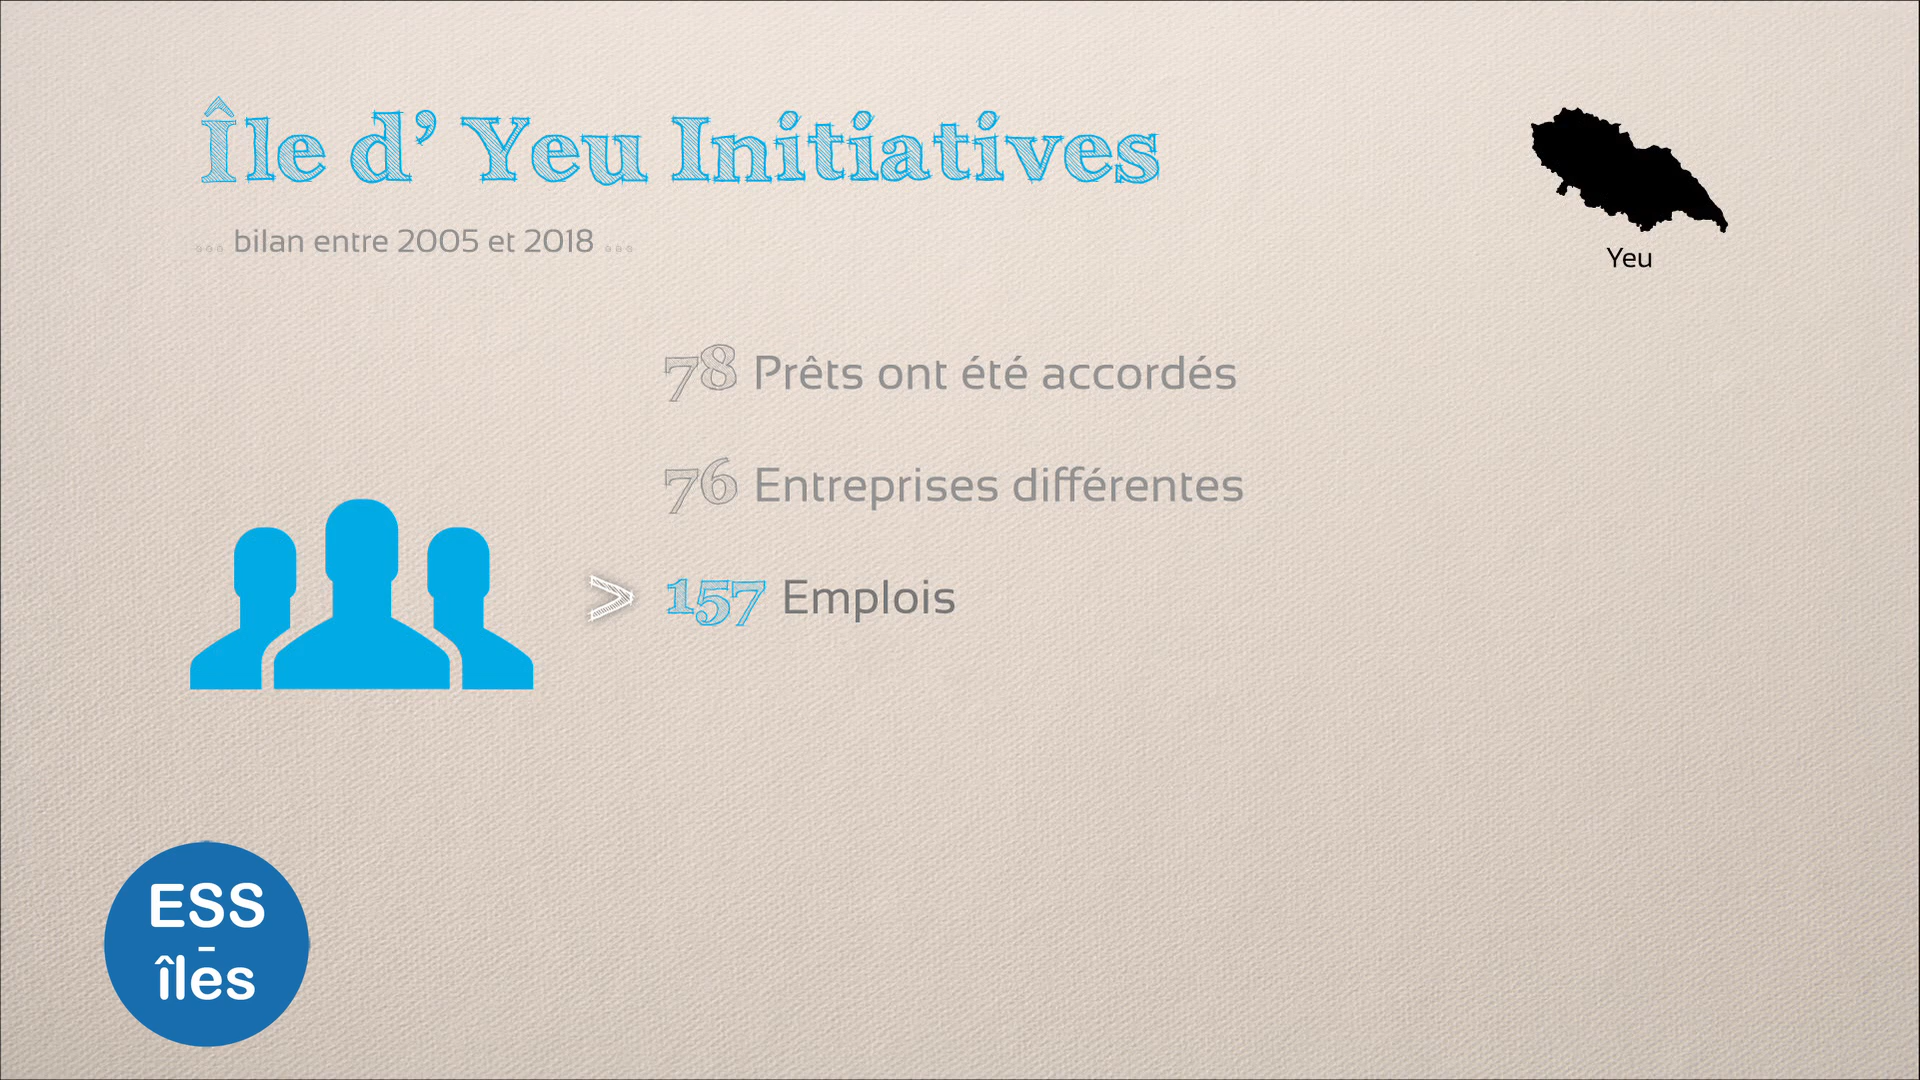 Île d’ Yeu Initiatives
... bilan entre 2005 et 2018 ...
Yeu
78 Prêts ont été accordés
76 Entreprises différentes
> 157 Emplois
ESS
-
îles